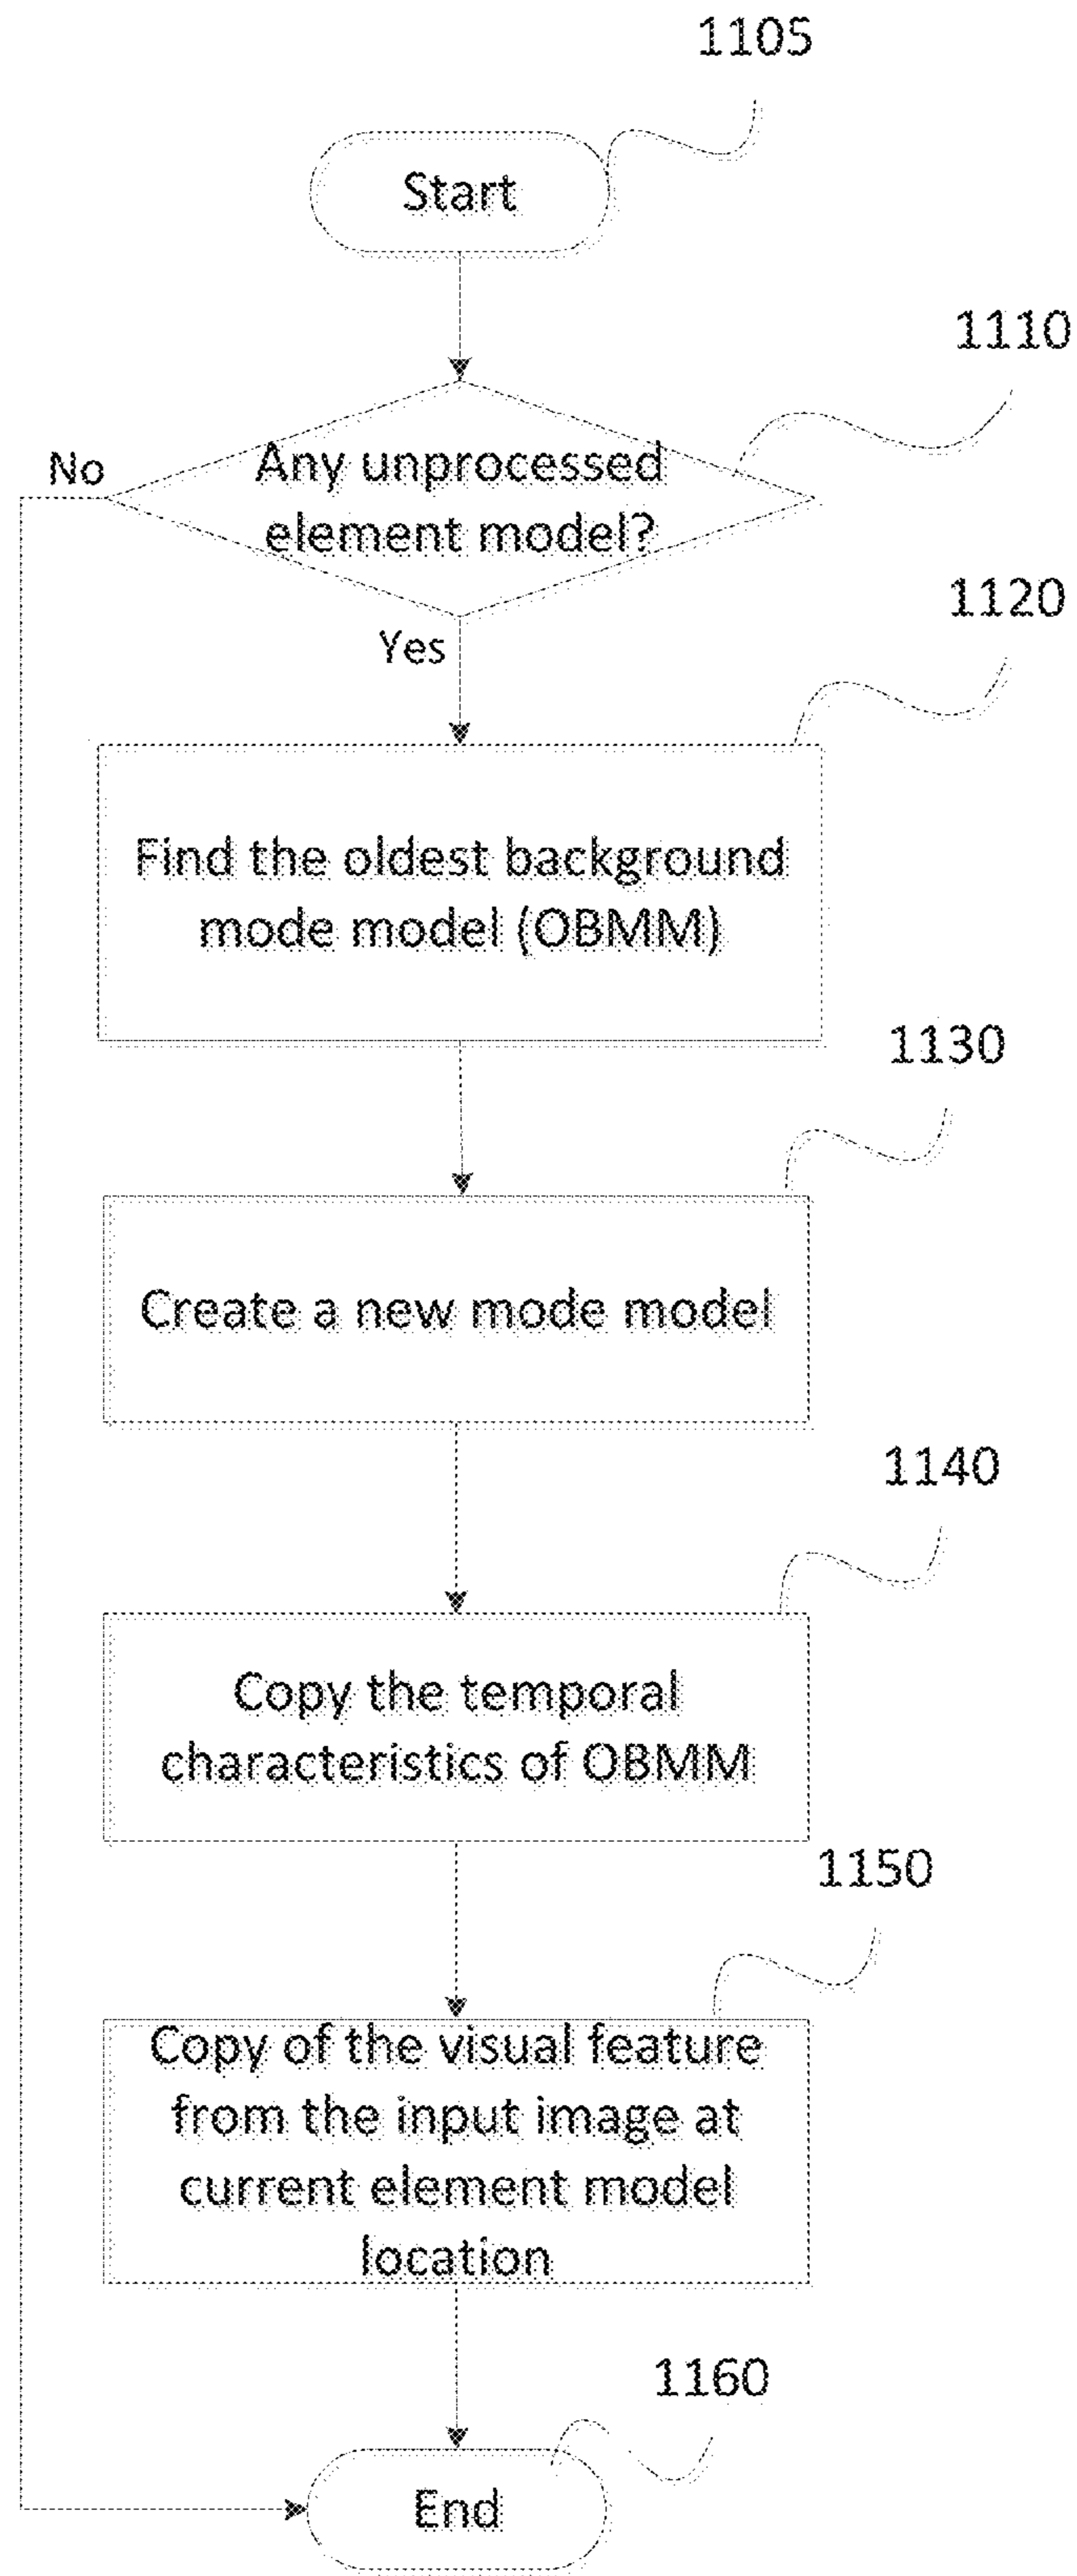 1105
Start
1110
No
Any unprocessed
element model?
1120
Yes
Find the oldest background
mode model (OBMM)
1130
Create a new mode model
1140
Copy the temporal
characteristics of OBMM
1150
Copy of the visual feature
from the input image at
current element model
location
1160
End